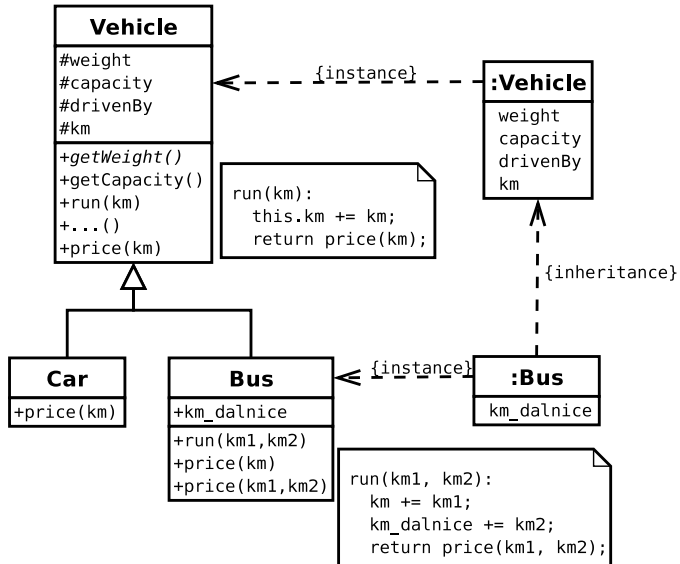 Vehicle
#weight
#capacity
#drivenBy
#km
+getWeight()
+getCapacity()
+run(km)
+...()
+price(km)
{instance}
:Vehicle
weight
capacity
drivenBy
km
run(km):
this.km += km;
return price(km);
{inheritance}
Car
+price(km)
Bus
+km_dalnice
+run(km1,km2)
+price(km)
+price(km1,km2)
{instance}
:Bus
km_dalnice
run(km1, km2):
km += km1;
km_dalnice += km2;
return price(km1, km2);